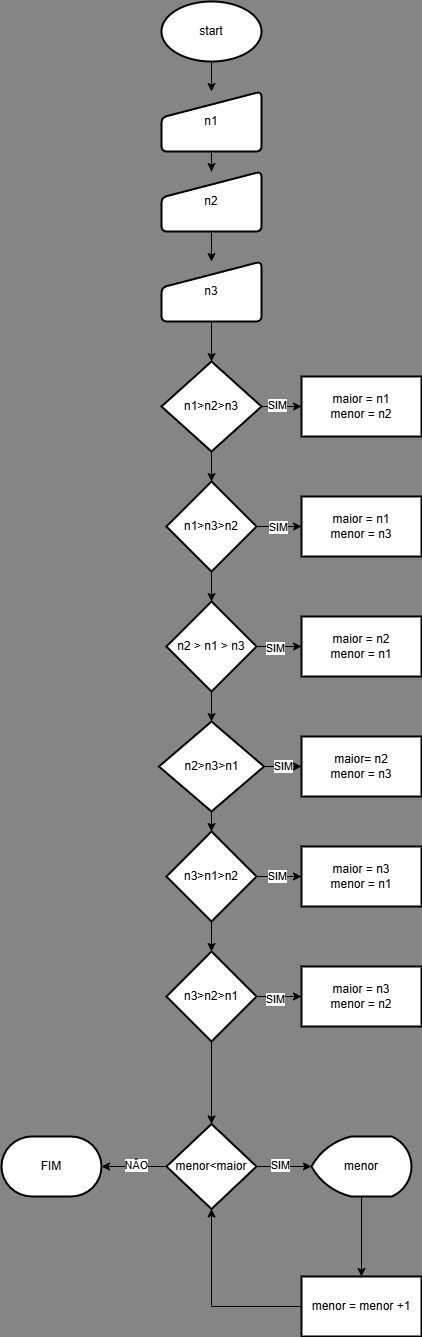 start
n1
n2
n3
n1>n2>n3
SIM
maior = n1
menor = n2
n1>n3>n2
SIM
maior = n1
menor = n3
n2 > n1 > n3
SIM
maior = n2
menor = n1
n2>n3>n1
SIM
maior= n2
menor = n3
n3>n1>n2
SIM
maior = n3
menor = n1
n3>n2>n1
SIM
maior = n3
menor = n2
FIM
NÃO
menor<maior
SIM
menor
menor = menor +1